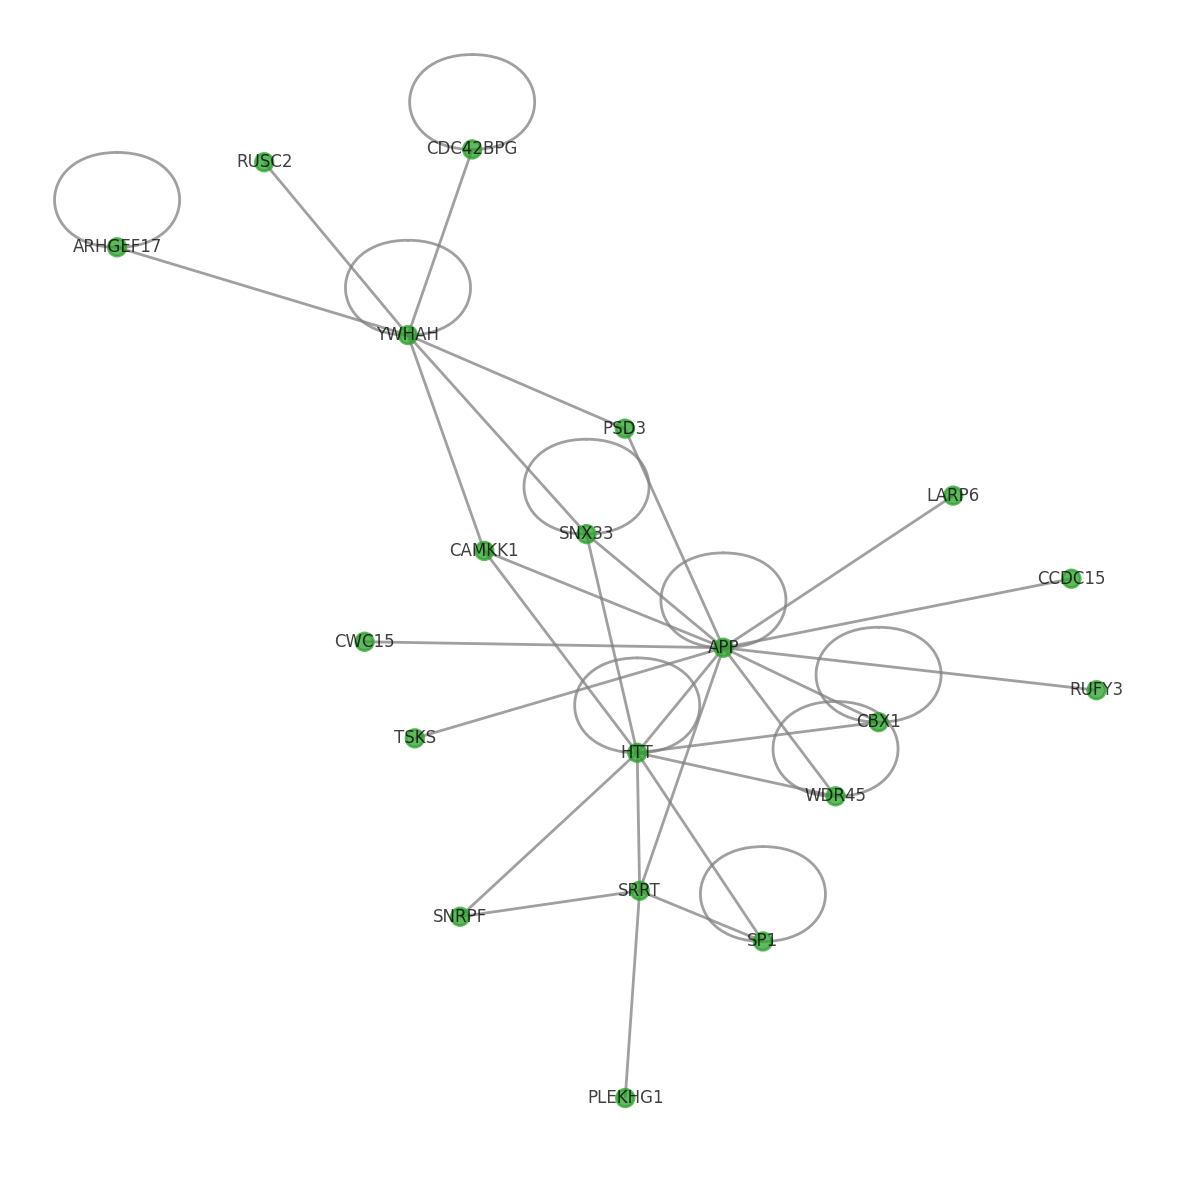 CDC42BPG
RUSC2
ARHGEF17
YWHAH
PSD3
LARP6
SNX33
CAMKK1
CCDC15
CWC15
APP
RUFY3
CBX1
TSKS
HTT
WDR45
SRRT
SNRPF
SP1
PLEKHG1